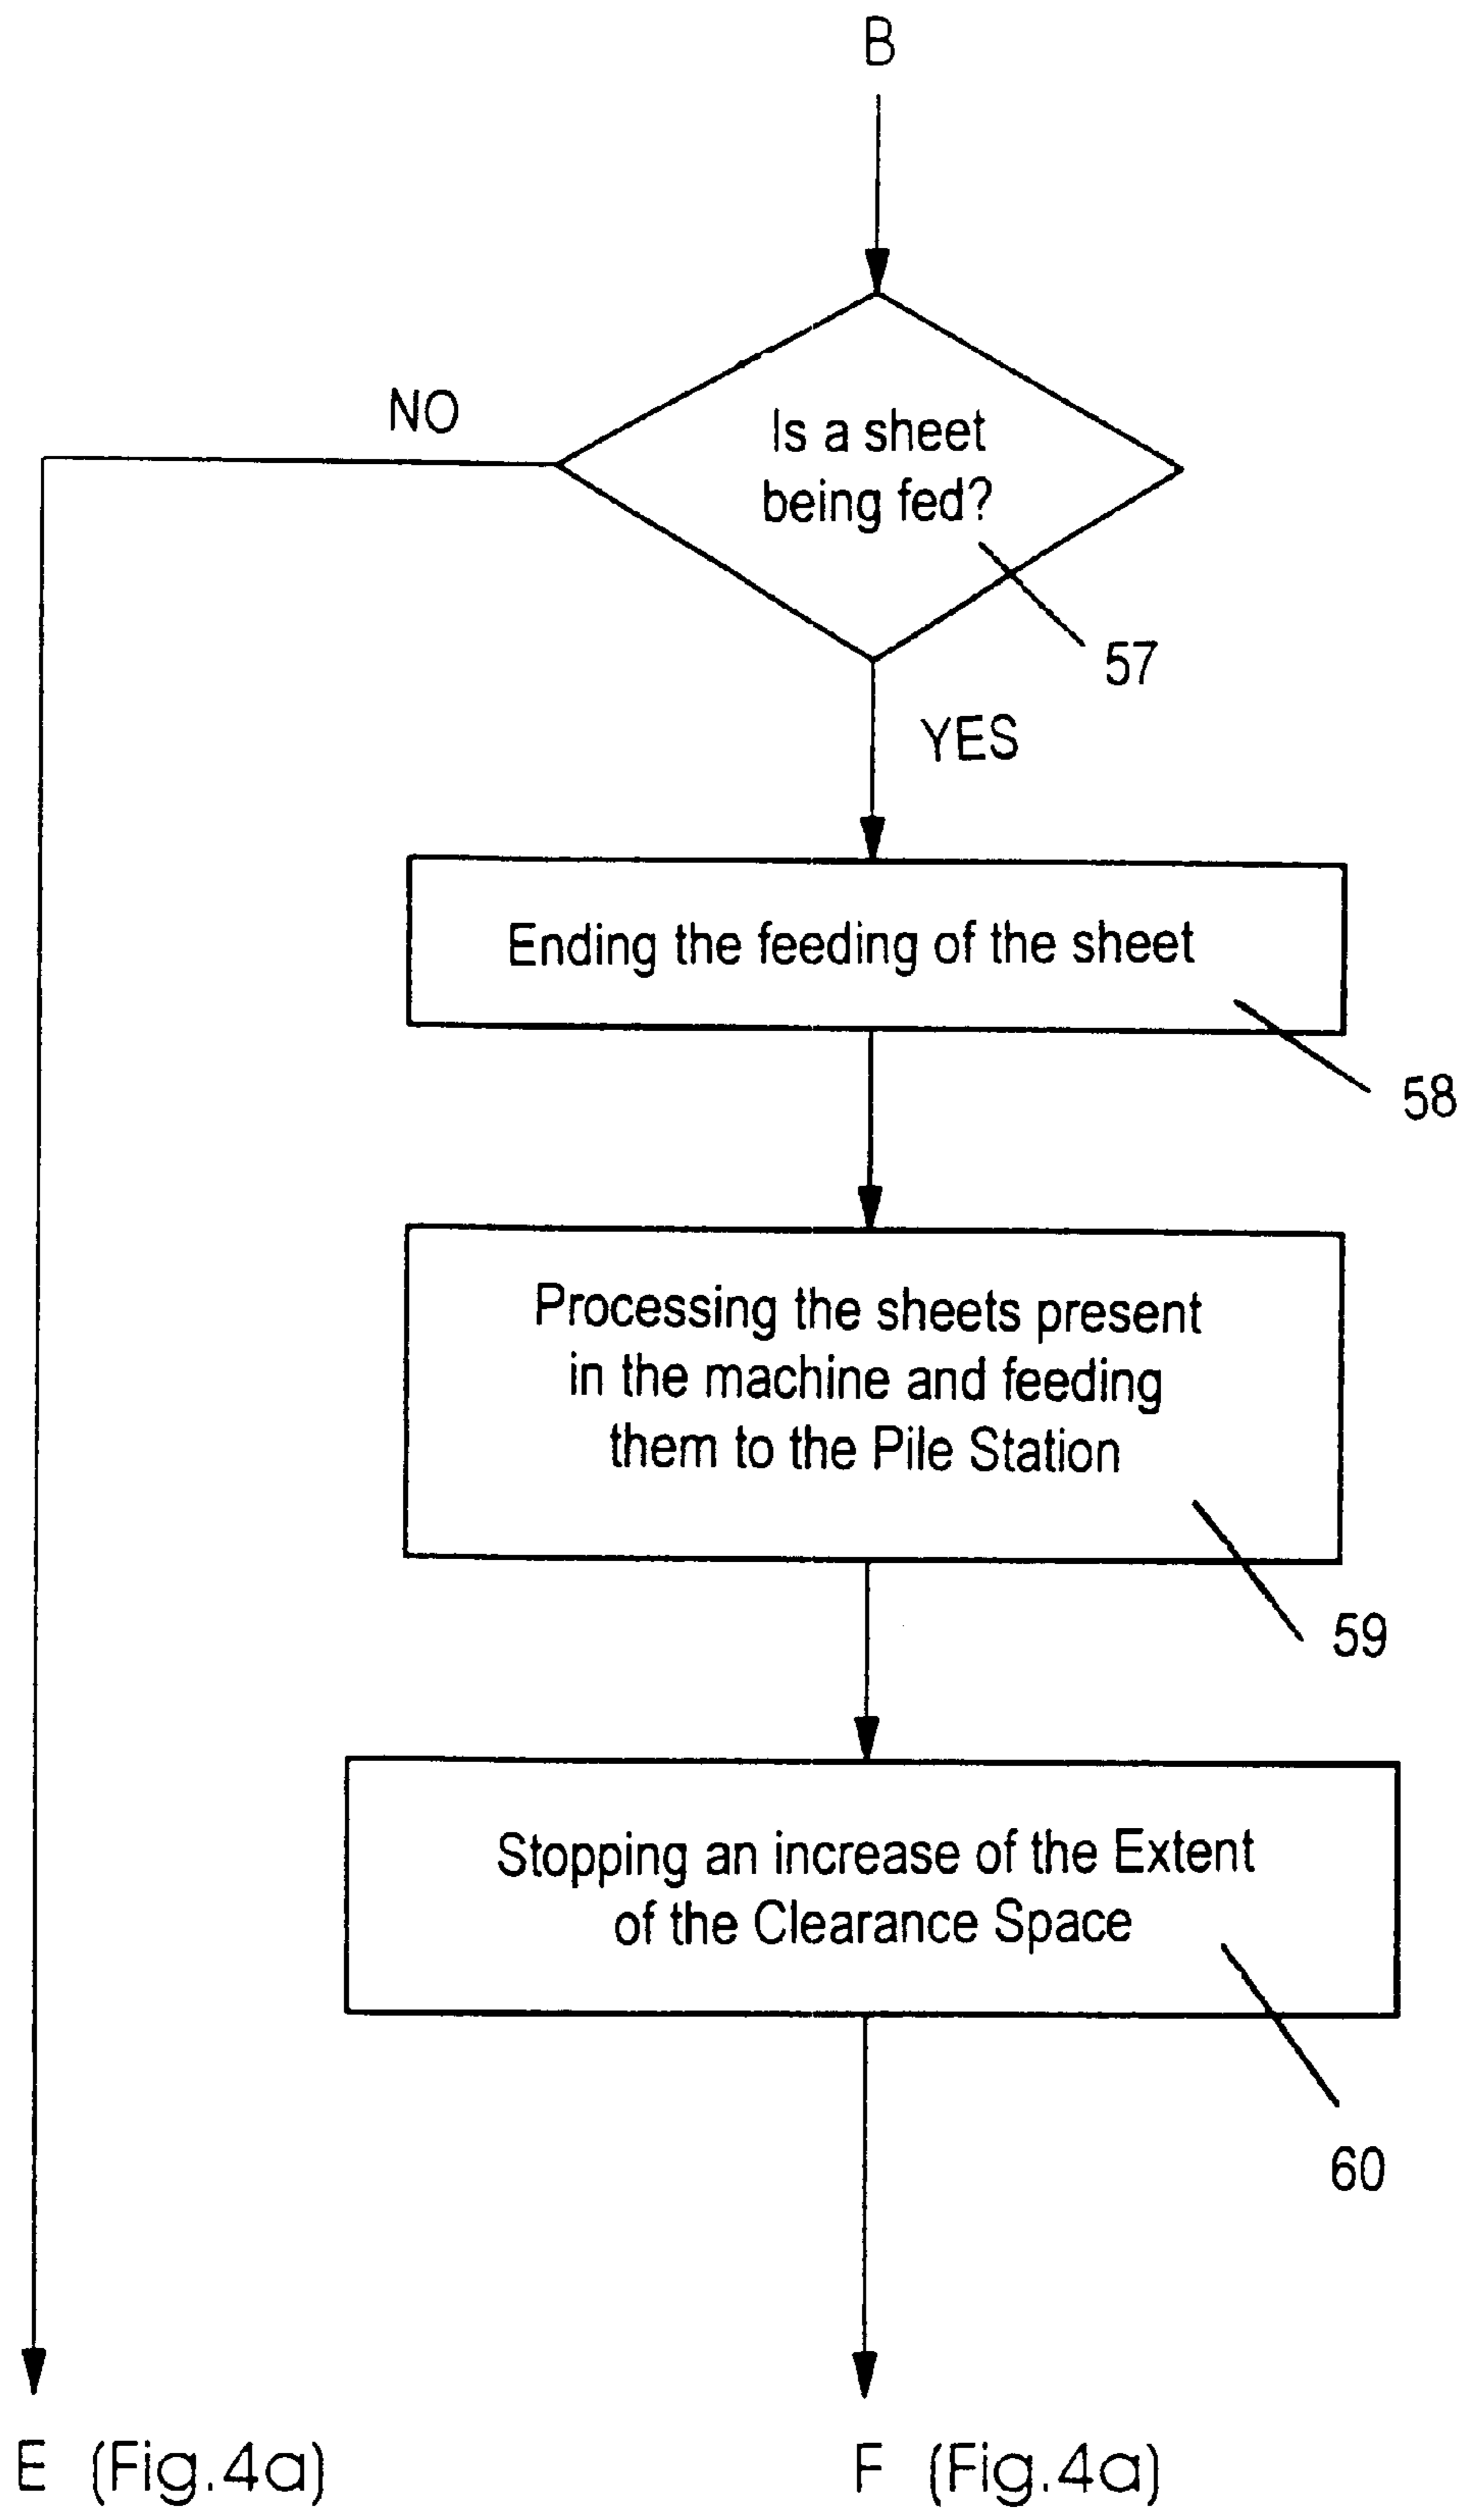 B
NO
Is a sheet
being fed?
57
YES
Ending the feeding of the sheet
58
Processing the sheets present
in the machine and feeding
them to the Pile Station
59
Stopping an increase of the Extent
of the Clearance Space
60
E (Fig.4a)
F (Fig.4a)